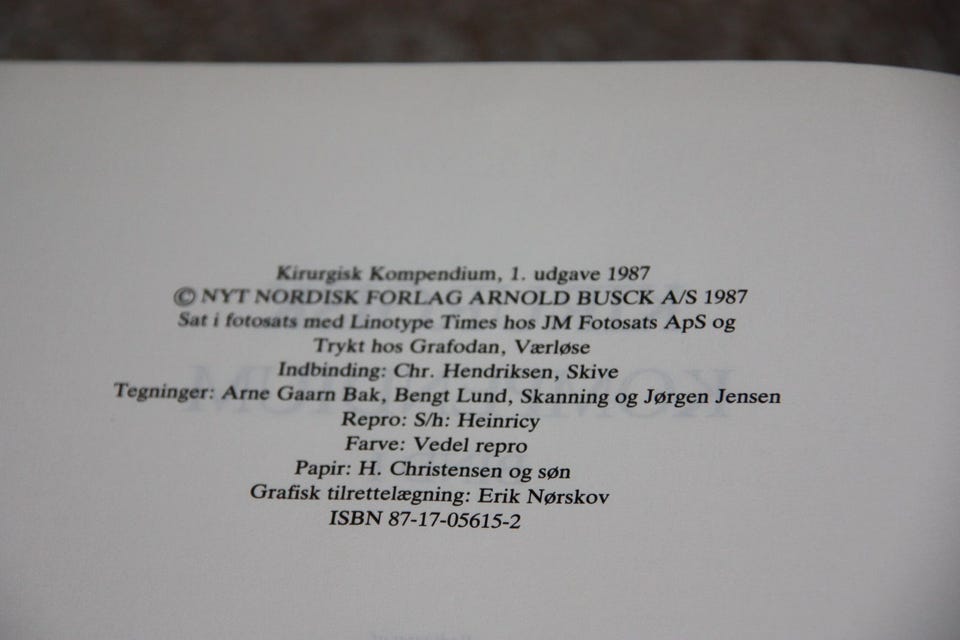 Kirurgisk Kompendium, 1. udgave 1987
© NYT NORDISK FORLAG ARNOLD BUSCK A/S 1987
Sat i fotosats med Linotype Times hos JM Fotosats ApS og
Trykt hos Grafodan, Værløse
Indbinding: Chr. Hendriksen, Skive
Tegninger: Arne Gaarn Bak, Bengt Lund, Skanning og Jørgen Jensen
Repro: S/h: Heinricy
Farve: Vedel repro
Papir: H. Christensen og søn
Grafisk tilrettelægning: Erik Nørskov
ISBN 87-17-05615-2